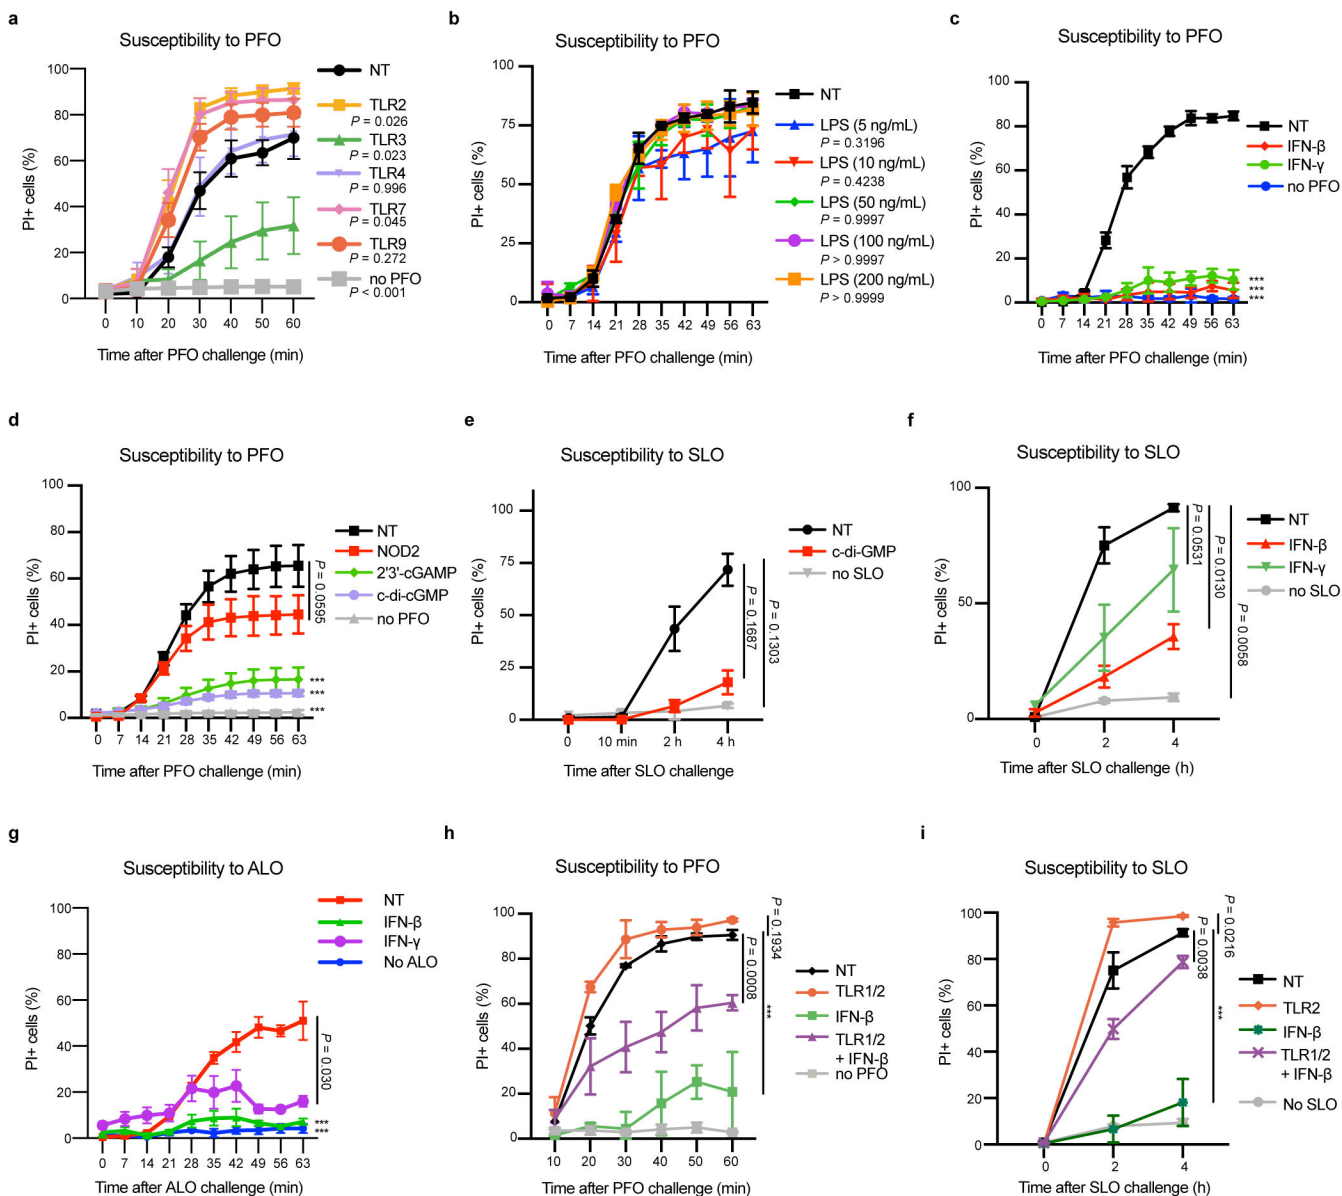 a
Susceptibility to PFO
100
80
60
40
20
0
PI+ cells (%)
0 10 20 30 40 50 60
Time after PFO challenge (min)
NT
TLR2
P = 0.026
TLR3
P = 0.023
TLR4
P = 0.996
TLR7
P = 0.045
TLR9
P = 0.272
no PFO
P < 0.001
b
Susceptibility to PFO
100
75
50
25
0
PI+ cells (%)
0 7 14 21 28 35 42 49 56 63
Time after PFO challenge (min)
NT
LPS (5 ng/mL)
P = 0.3196
LPS (10 ng/mL)
P = 0.4238
LPS (50 ng/mL)
P = 0.9997
LPS (100 ng/mL)
P > 0.9997
LPS (200 ng/mL)
P > 0.9999
c
Susceptibility to PFO
100
80
60
40
20
0
PI+ cells (%)
0 7 14 21 28 35 42 49 56 63
Time after PFO challenge (min)
NT
IFN-β
IFN-γ
no PFO
***
***
***
d
Susceptibility to PFO
100
80
60
40
20
0
PI+ cells (%)
0 7 14 21 28 35 42 49 56 63
Time after PFO challenge (min)
NT
NOD2
2'3'-cGAMP
c-di-cGMP
no PFO
P = 0.0595
***
***
***
e
Susceptibility to SLO
100
75
50
25
0
PI+ cells (%)
0 10 min 2 h 4 h
Time after SLO challenge
NT
c-di-GMP
no SLO
P = 0.1687
P = 0.1303
f
Susceptibility to SLO
100
50
0
PI+ cells (%)
0 2 4
Time after SLO challenge (h)
NT
IFN-β
IFN-γ
no SLO
P = 0.0531
P = 0.0130
P = 0.0058
g
Susceptibility to ALO
100
80
60
40
20
0
PI+ cells (%)
0 7 14 21 28 35 42 49 56 63
Time after ALO challenge (min)
NT
IFN-β
IFN-γ
No ALO
P = 0.030
***
***
h
Susceptibility to PFO
100
80
60
40
20
0
PI+ cells (%)
10 20 30 40 50 60
Time after PFO challenge (min)
NT
TLR1/2
IFN-β
TLR1/2
+ IFN-β
no PFO
P = 0.1934
P = 0.0008
***
i
Susceptibility to SLO
100
80
60
40
20
0
PI+ cells (%)
0 2 4
Time after SLO challenge (h)
NT
TLR2
IFN-β
TLR1/2
+ IFN-β
No SLO
P = 0.0216
P = 0.0038
***